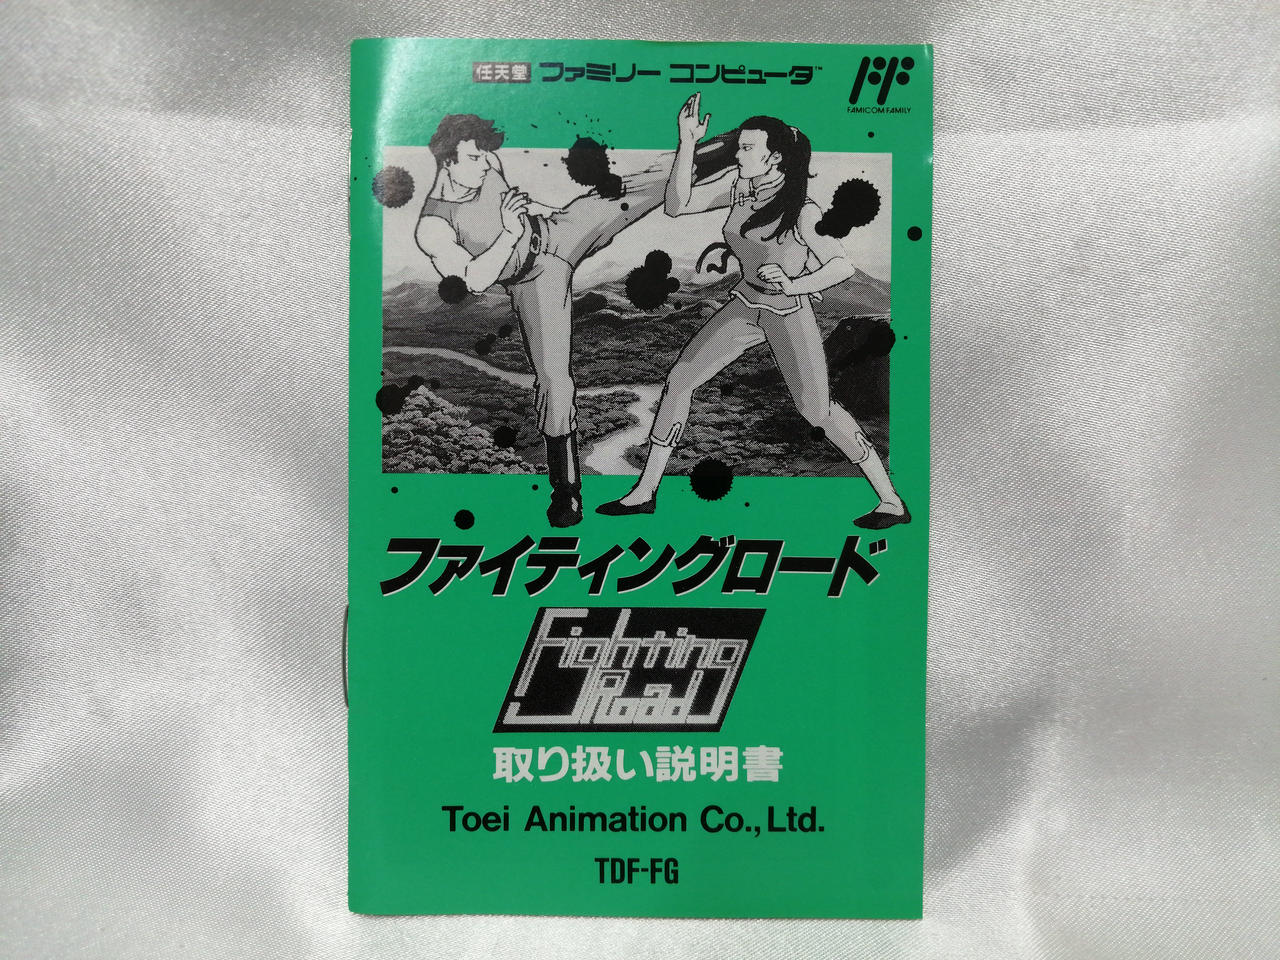 任天堂 ファミリー コンピュータ™
FAMICOM FAMILY
ファイティングロード
Fighting Road
取り扱い説明書
Toei Animation Co., Ltd.
TDF-FG